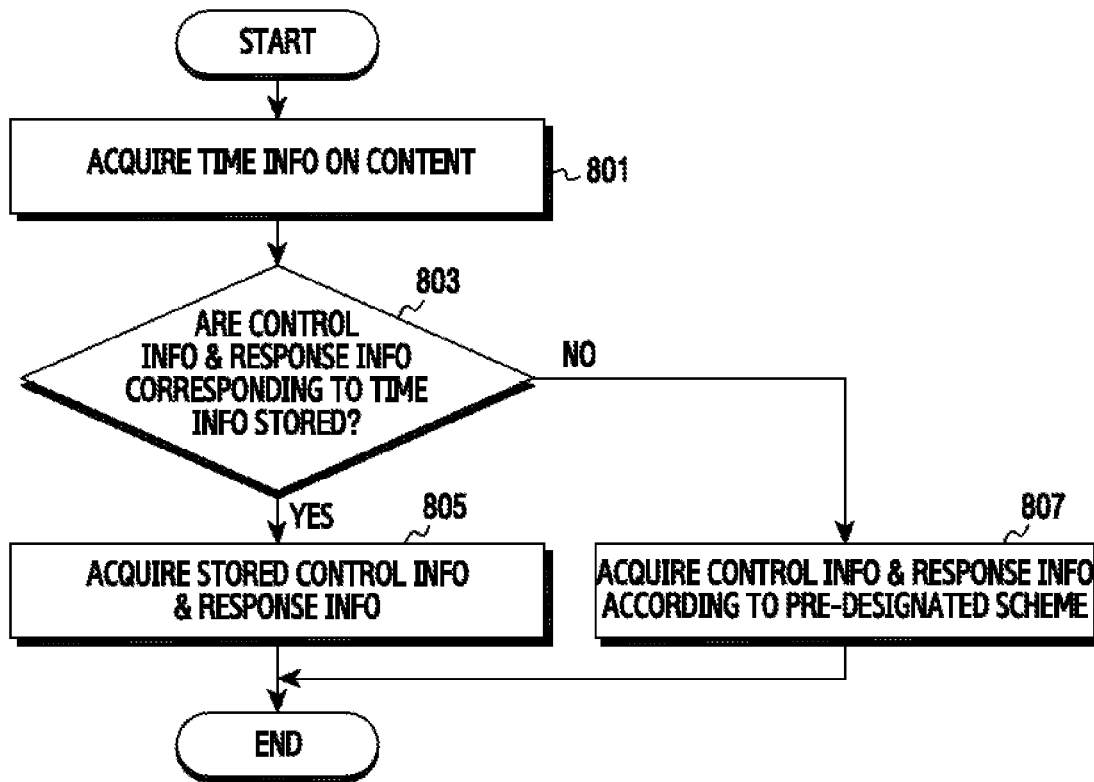 START
ACQUIRE TIME INFO ON CONTENT
801
803
ARE CONTROL
INFO & RESPONSE INFO
CORRESPONDING TO TIME
INFO STORED?
NO
YES
805
ACQUIRE STORED CONTROL INFO
& RESPONSE INFO
807
ACQUIRE CONTROL INFO & RESPONSE INFO
ACCORDING TO PRE-DESIGNATED SCHEME
END